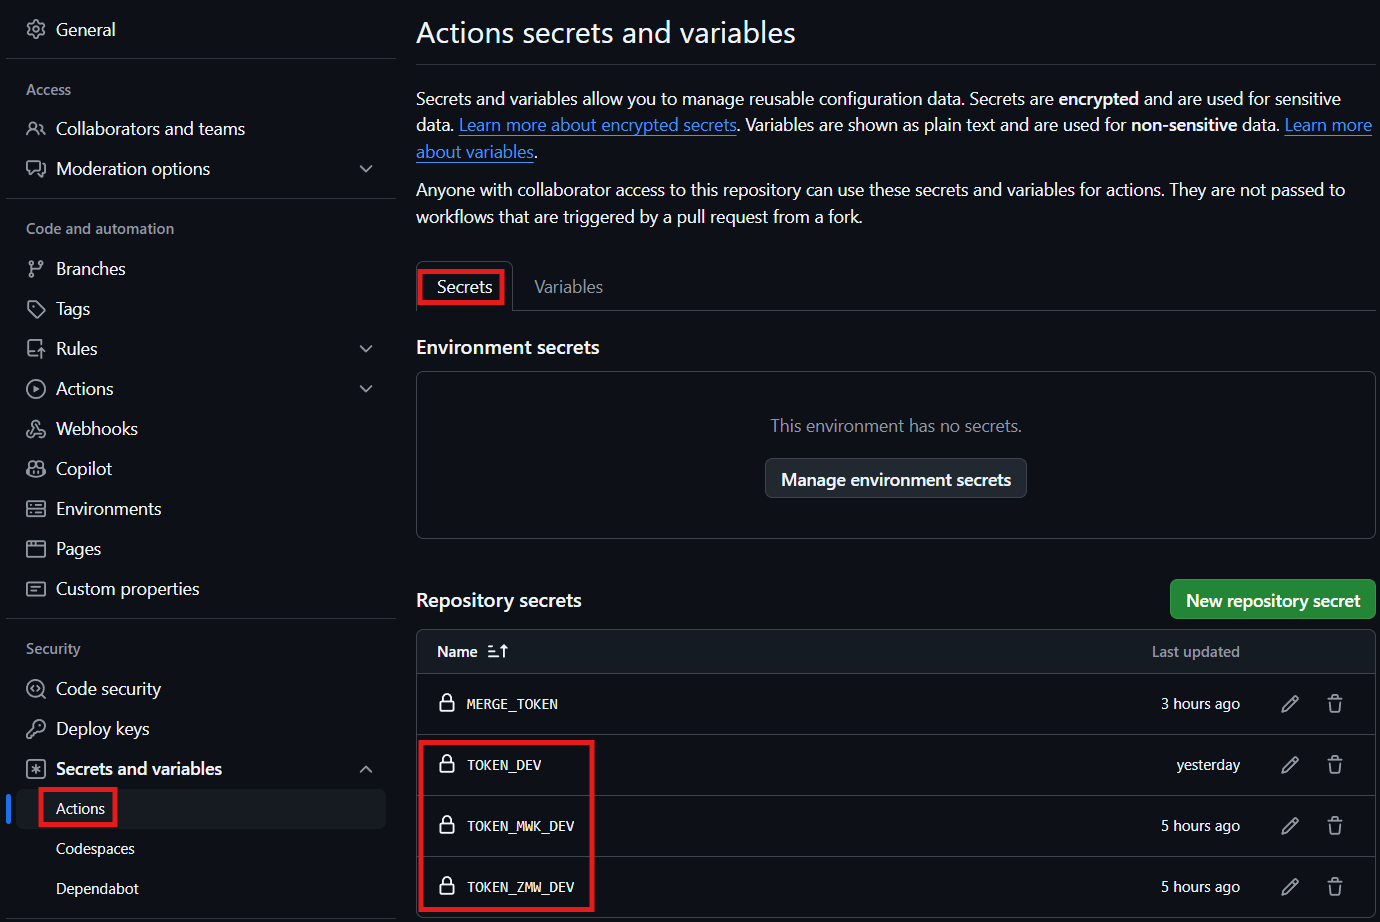 General
Access
Collaborators and teams
Moderation options
Code and automation
Branches
Tags
Rules
Actions
Webhooks
Copilot
Environments
Pages
Custom properties
Security
Code security
Deploy keys
Secrets and variables
Actions
Codespaces
Dependabot
Actions secrets and variables
Secrets and variables allow you to manage reusable configuration data. Secrets are encrypted and are used for sensitive
data. Learn more about encrypted secrets. Variables are shown as plain text and are used for non-sensitive data. Learn more
about variables.
Anyone with collaborator access to this repository can use these secrets and variables for actions. They are not passed to
workflows that are triggered by a pull request from a fork.
Secrets Variables
Environment secrets
This environment has no secrets.
Manage environment secrets
Repository secrets New repository secret
Name Last updated
MERGE_TOKEN 3 hours ago
TOKEN_DEV yesterday
TOKEN_MWK_DEV 5 hours ago
TOKEN_ZMW_DEV 5 hours ago